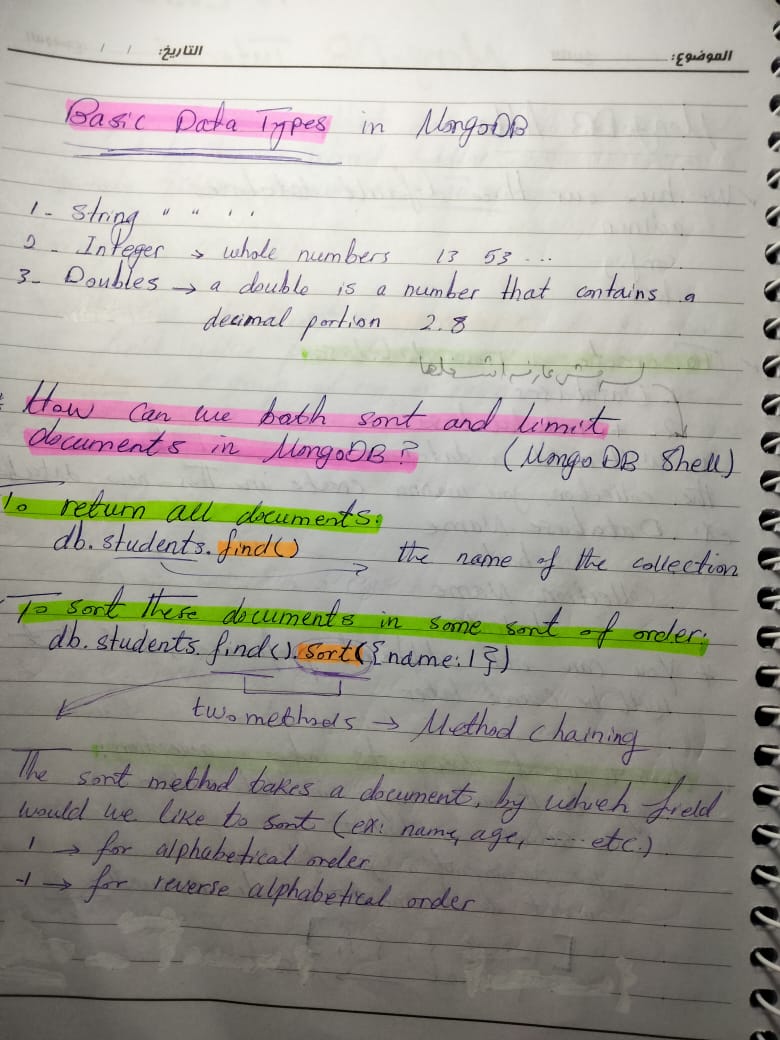 الموضوع: التاريخ: / /
Basic Data Types in MongoDB
1- String " " ' '
2- Integer → whole numbers 13 53 ...
3- Doubles → a double is a number that contains a
decimal portion 2.8
How can we both sort and limit
documents in MongoDB? (MongoDB Shell)
To return all documents:
db.students.find() → the name of the collection
- To sort these documents in some sort of order:
db.students.find().sort({name:1})
two methods → Method chaining
The sort method takes a document, by which field
would we like to sort (ex: name, age, ..... etc.)
1 → for alphabetical order
-1 → for reverse alphabetical order